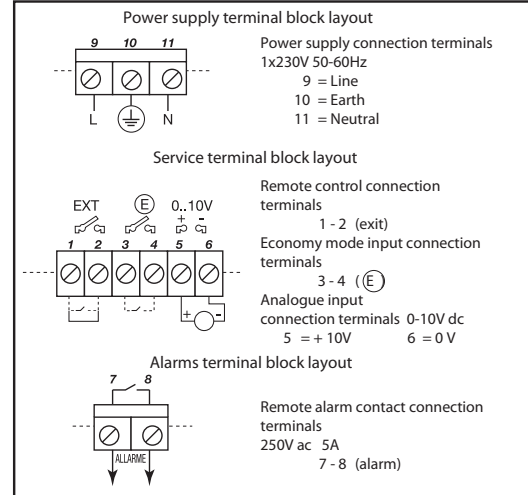 Power supply terminal block layout
9 10 11
L N
Power supply connection terminals
1x230V 50-60Hz
9 = Line
10 = Earth
11 = Neutral
Service terminal block layout
EXT E 0..10V
+ -
1 2 3 4 5 6
+ -
Remote control connection
terminals
1 - 2 (exit)
Economy mode input connection
terminals
3 - 4 (E)
Analogue input
connection terminals 0-10V dc
5 = + 10V 6 = 0 V
Alarms terminal block layout
7 8
ALLARME
Remote alarm contact connection
terminals
250V ac 5A
7 - 8 (alarm)